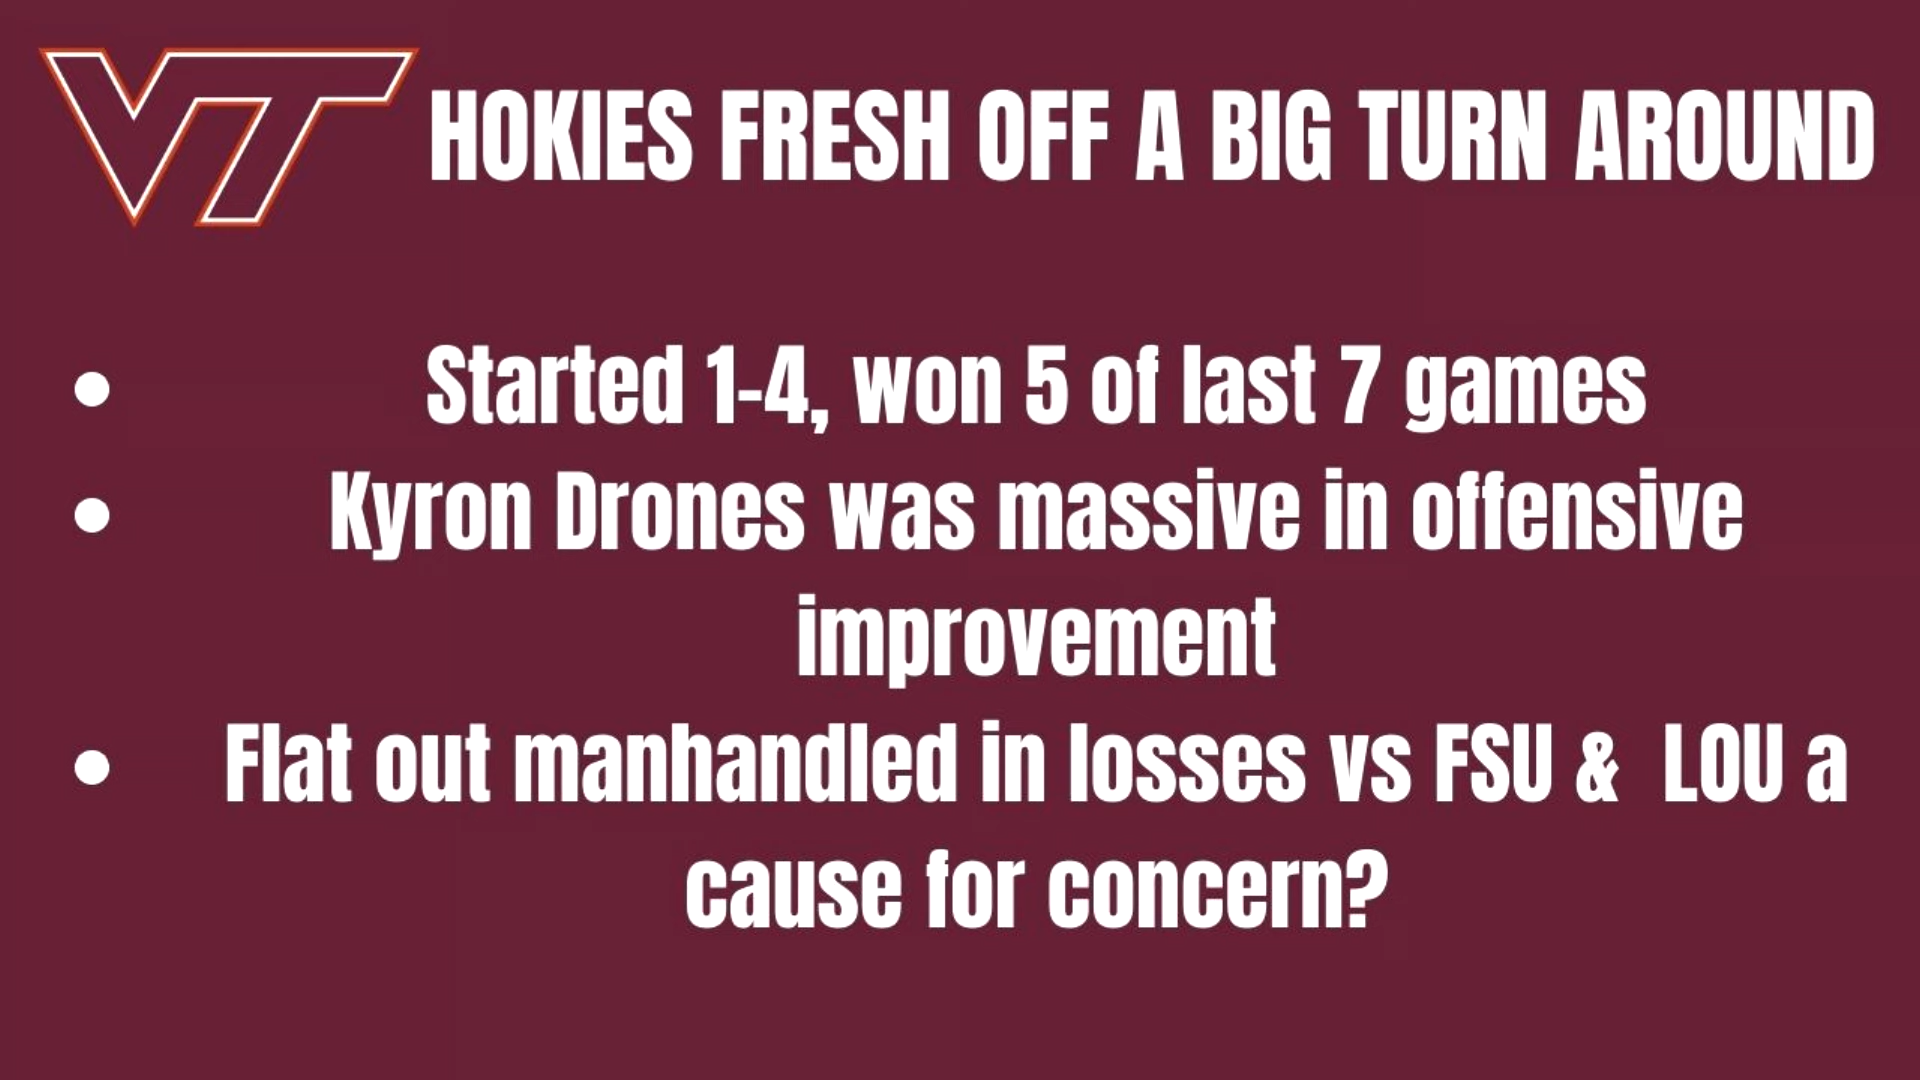 VT HOKIES FRESH OFF A BIG TURN AROUND
• Started 1-4, won 5 of last 7 games
• Kyron Drones was massive in offensive
improvement
• Flat out manhandled in losses vs FSU & LOU a
cause for concern?